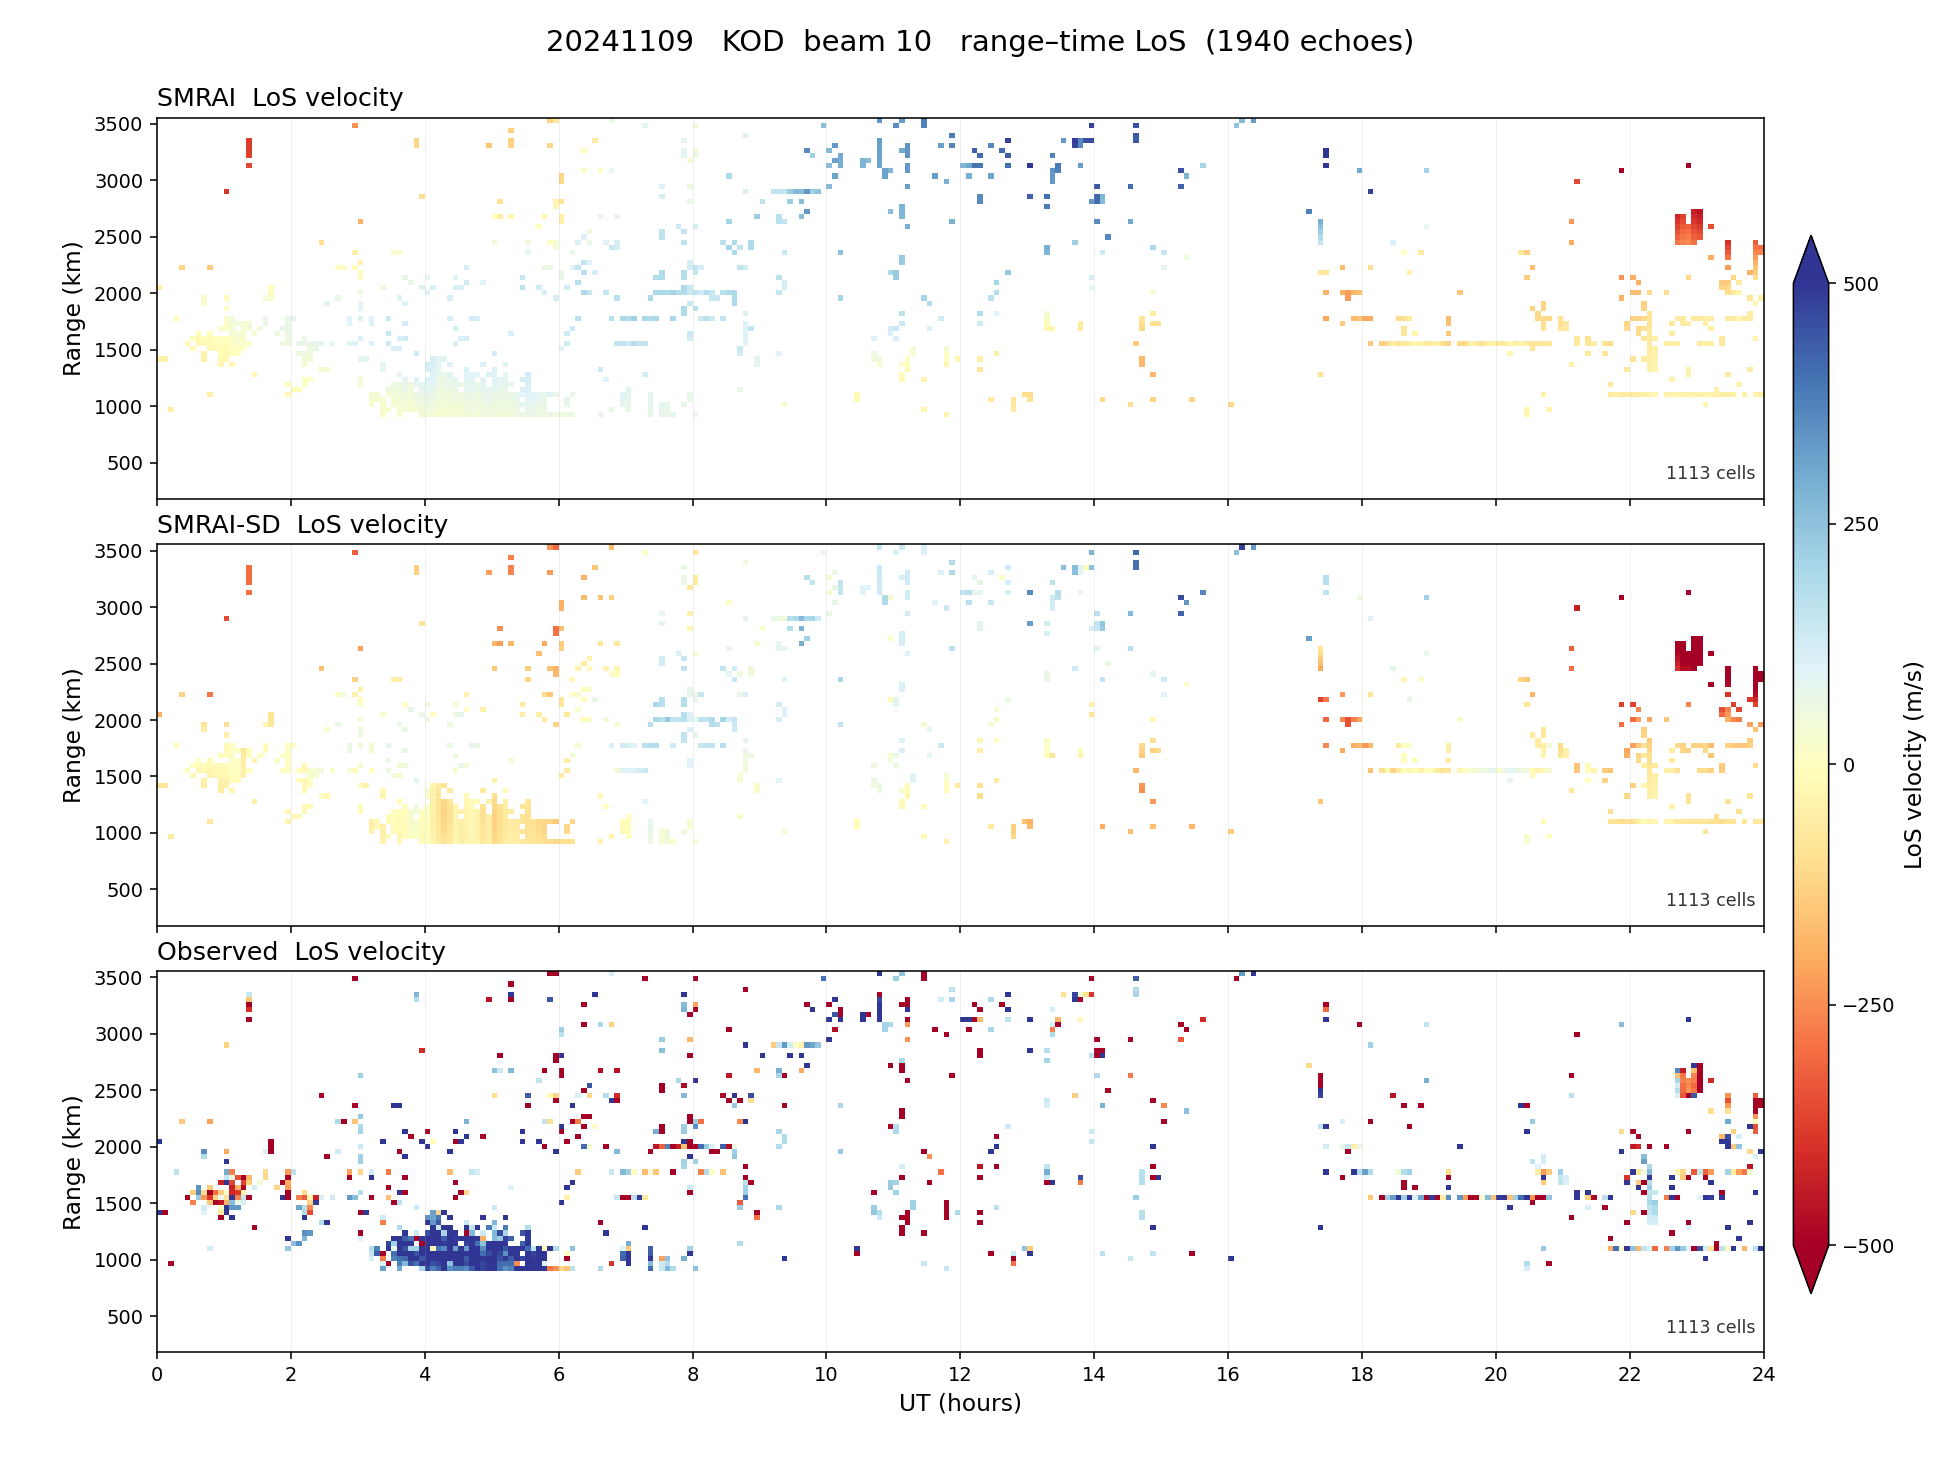 20241109   KOD  beam 10   range–time LoS  (1940 echoes)
SMRAI  LoS velocity
3500
3000
2500
2000
1500
1000
500
Range (km)
1113 cells
SMRAI-SD  LoS velocity
3500
3000
2500
2000
1500
1000
500
Range (km)
1113 cells
Observed  LoS velocity
3500
3000
2500
2000
1500
1000
500
Range (km)
1113 cells
0 2 4 6 8 10 12 14 16 18 20 22 24
UT (hours)
500
250
0
−250
−500
LoS velocity (m/s)